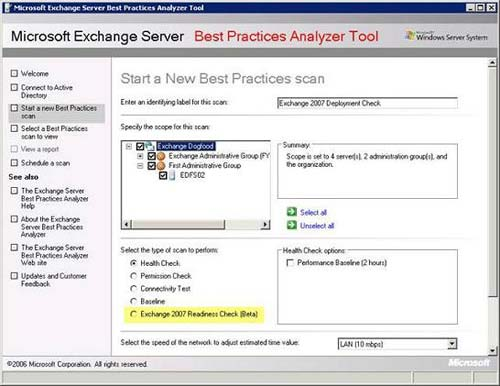 Microsoft Exchange Server Best Practices Analyzer Tool
Microsoft Exchange Server Best Practices Analyzer Tool
Microsoft
Windows Server System
Welcome
Connect to Active
Directory
Start a new Best Practices
scan
Select a Best Practices
scan to view
View a report
Schedule a scan
See also
The Exchange Server
Best Practices Analyzer
Help
About the Exchange
Server Best Practices
Analyzer
The Exchange Server
Best Practices Analyzer
Web site
Updates and Customer
Feedback
Start a New Best Practices scan
Enter an identifying label for this scan:
Exchange 2007 Deployment Check
Specify the scope for this scan:
Exchange Dogfood
Exchange Administrative Group (FY
First Administrative Group
EDFS02
Summary:
Scope is set to 4 server(s), 2 administrative group(s), and
the organization.
Select all
Unselect all
Select the type of scan to perform:
Health Check
Permission Check
Connectivity Test
Baseline
Exchange 2007 Readiness Check (Beta)
Health Check options
Performance Baseline (2 hours)
Select the speed of the network to adjust estimated time value:
LAN (10 mbps)
©2006 Microsoft Corporation. All rights reserved.
Microsoft